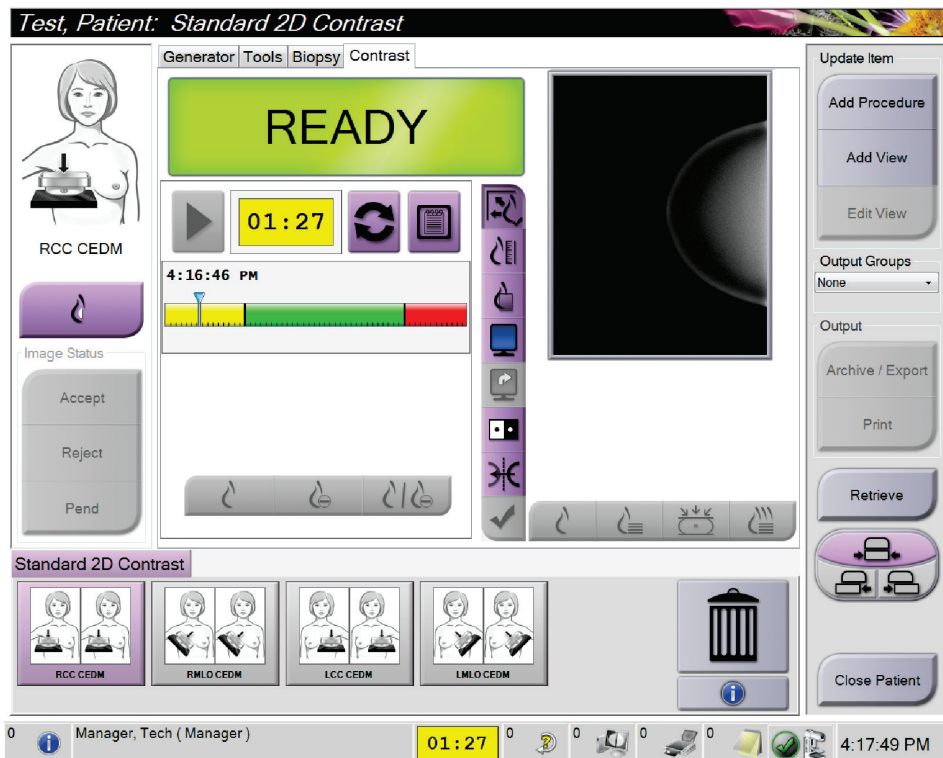 Test, Patient: Standard 2D Contrast
Generator Tools Biopsy Contrast
READY
01:27
4:16:46 PM
RCC CEDM
Image Status
Accept
Reject
Pend
Update Item
Add Procedure
Add View
Edit View
Output Groups
None
Output
Archive / Export
Print
Retrieve
Close Patient
Standard 2D Contrast
RCC CEDM
RMLO CEDM
LCC CEDM
LMLO CEDM
0 Manager, Tech ( Manager ) 01:27 0 0 0 0 4:17:49 PM